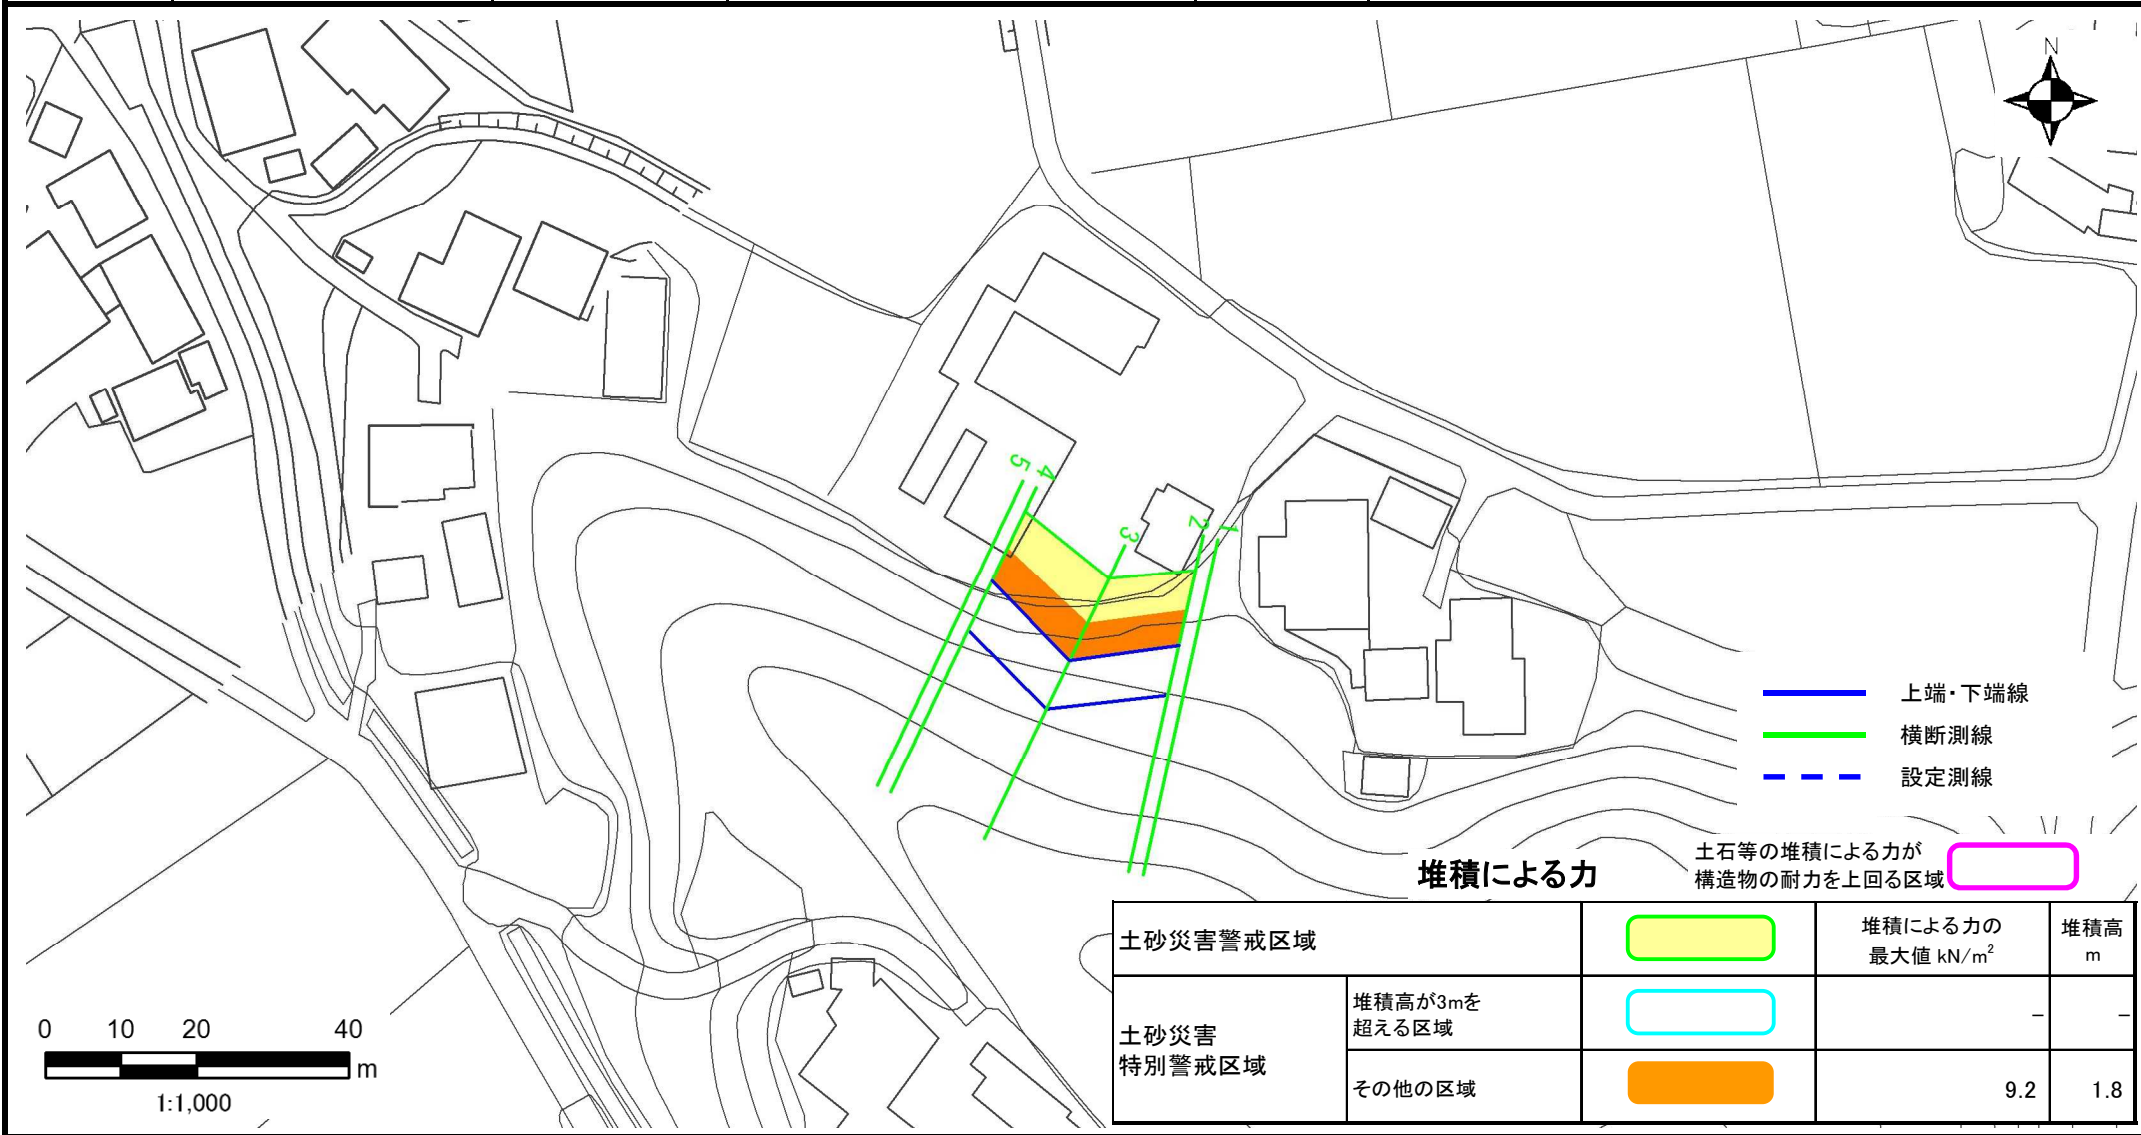 N
5
4
3
2
1
上端・下端線
横断測線
設定測線
堆積による力
土石等の堆積による力が
構造物の耐力を上回る区域
土砂災害警戒区域
堆積による力の
最大値 kN/m²
堆積高
m
土砂災害
特別警戒区域
堆積高が3mを
超える区域
－
－
その他の区域
9.2
1.8
0 10 20 40
m
1:1,000